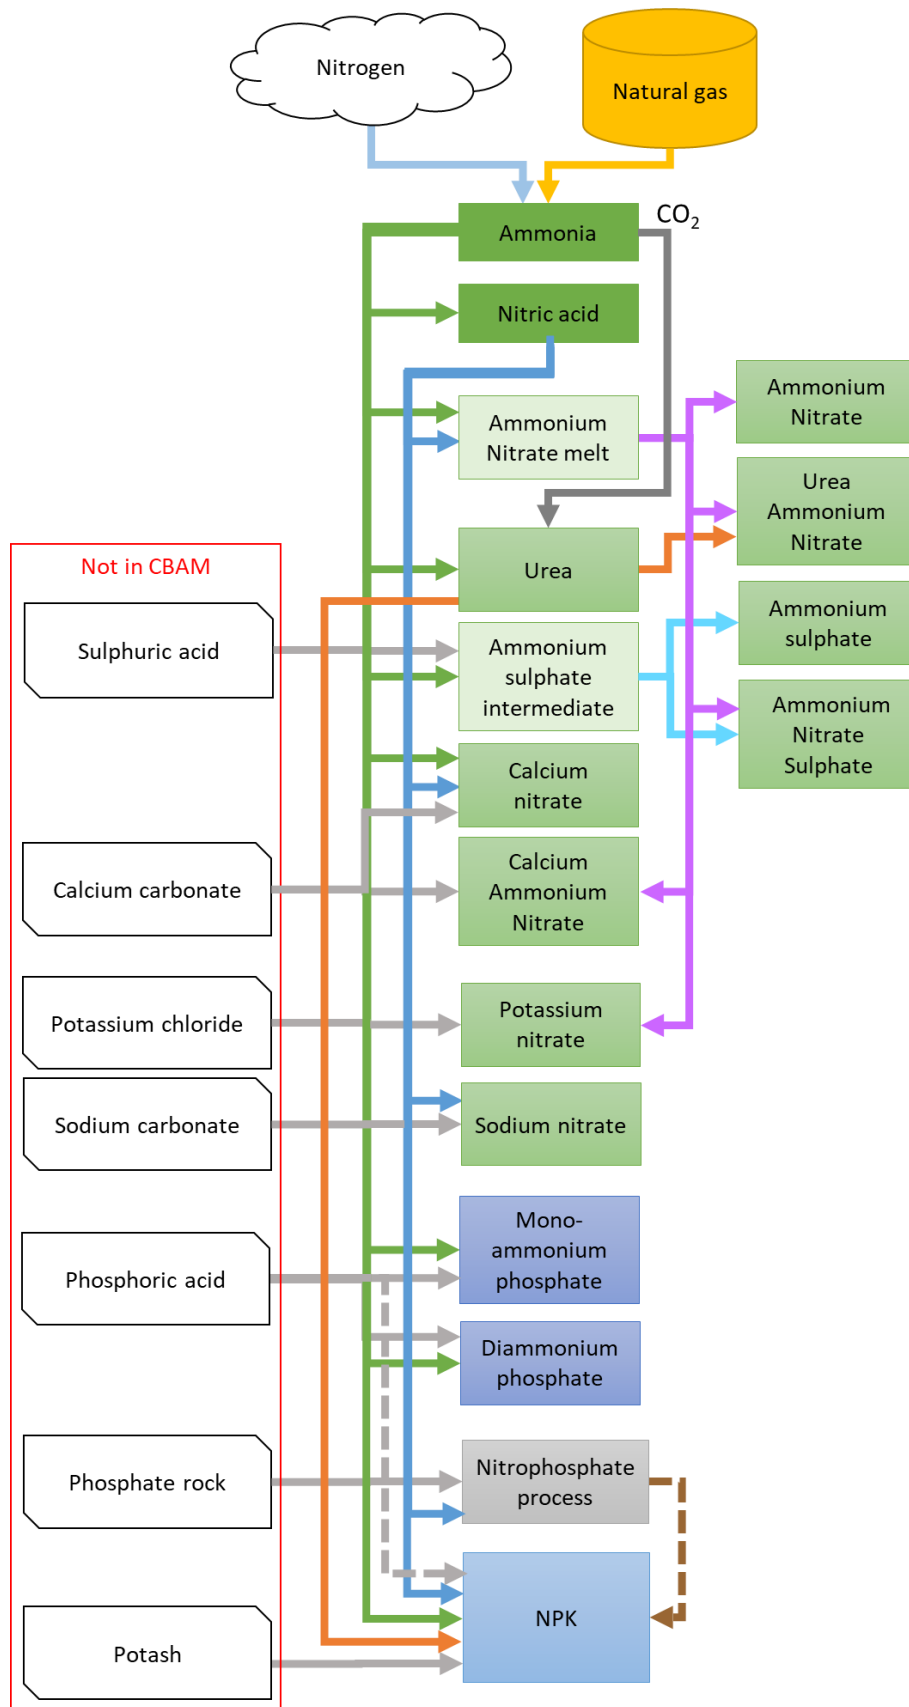 Nitrogen
Natural gas
CO₂
Ammonia
Nitric acid
Ammonium
Nitrate melt
Ammonium
Nitrate
Urea
Ammonium
Nitrate
Not in CBAM
Urea
Sulphuric acid
Ammonium
sulphate
intermediate
Ammonium
sulphate
Ammonium
Nitrate
Sulphate
Calcium
nitrate
Calcium carbonate
Calcium
Ammonium
Nitrate
Potassium chloride
Potassium
nitrate
Sodium carbonate
Sodium nitrate
Phosphoric acid
Mono-
ammonium
phosphate
Diammonium
phosphate
Phosphate rock
Nitrophosphate
process
Potash
NPK